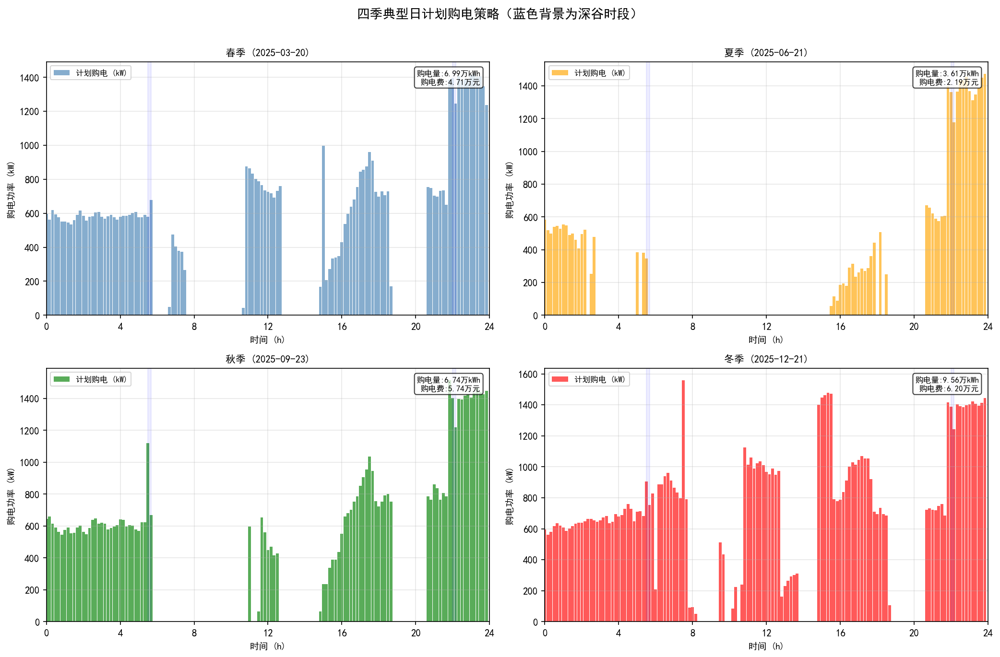 四季典型日计划购电策略（蓝色背景为深谷时段）
春季 (2025-03-20)
计划购电 (kW)
购电量:6.99万kWh
购电费:4.71万元
购电功率 (kW)
1400
1200
1000
800
600
400
200
0
0 4 8 12 16 20 24
时间 (h)
夏季 (2025-06-21)
计划购电 (kW)
购电量:3.61万kWh
购电费:2.19万元
购电功率 (kW)
1400
1200
1000
800
600
400
200
0
0 4 8 12 16 20 24
时间 (h)
秋季 (2025-09-23)
计划购电 (kW)
购电量:6.74万kWh
购电费:5.74万元
购电功率 (kW)
1400
1200
1000
800
600
400
200
0
0 4 8 12 16 20 24
时间 (h)
冬季 (2025-12-21)
计划购电 (kW)
购电量:9.56万kWh
购电费:6.20万元
购电功率 (kW)
1600
1400
1200
1000
800
600
400
200
0
0 4 8 12 16 20 24
时间 (h)